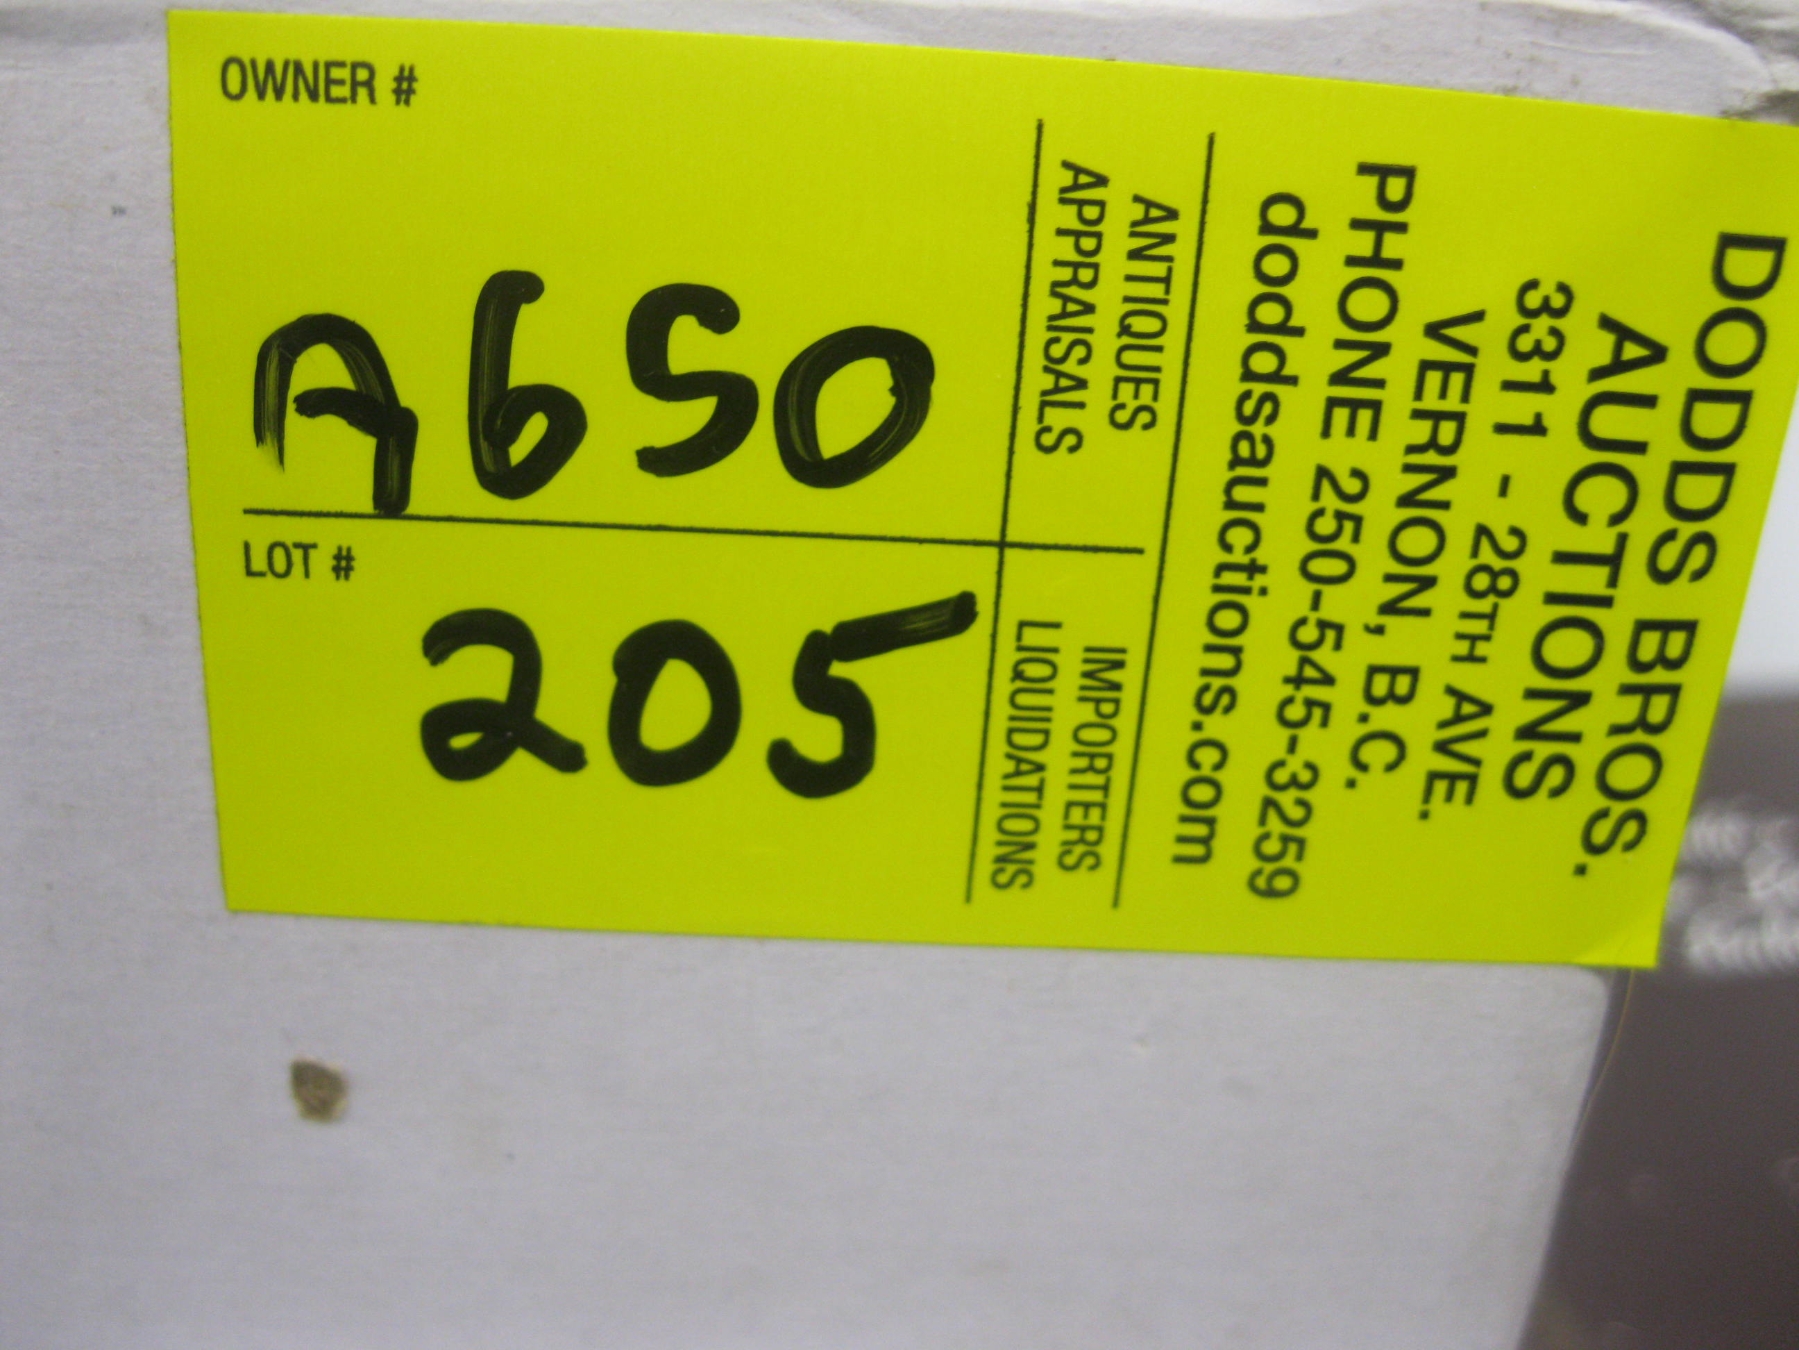 OWNER #
A650
LOT #
205
DODDS BROS.
AUCTIONS
3311 - 28TH AVE.
VERNON, B.C.
PHONE 250-545-3259
doddsauctions.com
ANTIQUES
APPRAISALS
IMPORTERS
LIQUIDATIONS